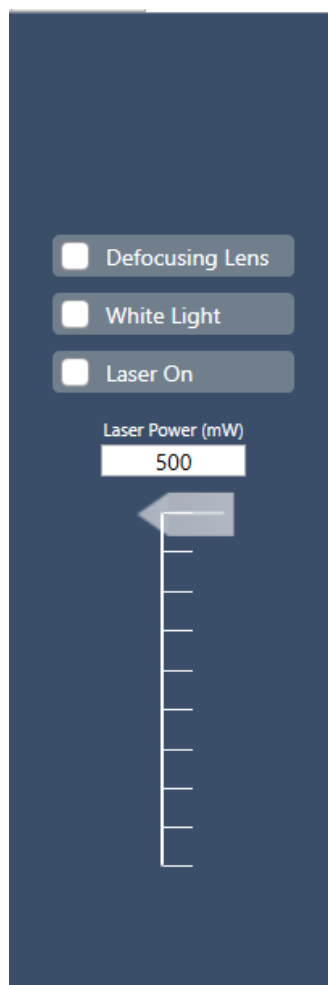 Defocusing Lens
White Light
Laser On
Laser Power (mW)
500